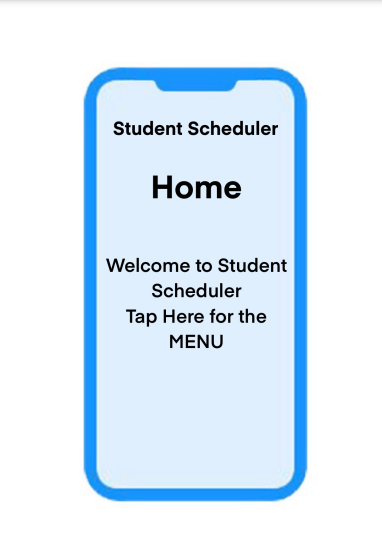 Student Scheduler
Home
Welcome to Student
Scheduler
Tap Here for the
MENU